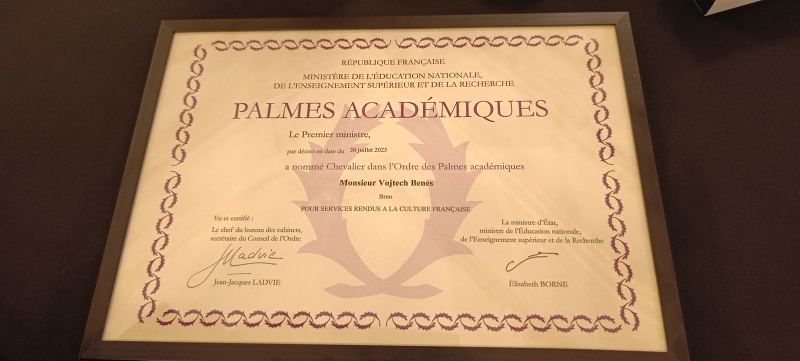 RÉPUBLIQUE FRANÇAISE
MINISTÈRE DE L'ÉDUCATION NATIONALE,
DE L'ENSEIGNEMENT SUPÉRIEUR ET DE LA RECHERCHE
PALMES ACADÉMIQUES
Le Premier ministre,
par décret en date du 30 juillet 2025
a nommé Chevalier dans l'Ordre des Palmes académiques
Monsieur Vojtech Benes
Brno
POUR SERVICES RENDUS A LA CULTURE FRANÇAISE
Vu et certifié :
Le chef du bureau des cabinets,
secrétaire du Conseil de l'Ordre
JLadvie
Jean-Jacques LADVIE
La ministre d'État,
ministre de l'Éducation nationale,
de l'Enseignement supérieur et de la Recherche
Élisabeth BORNE